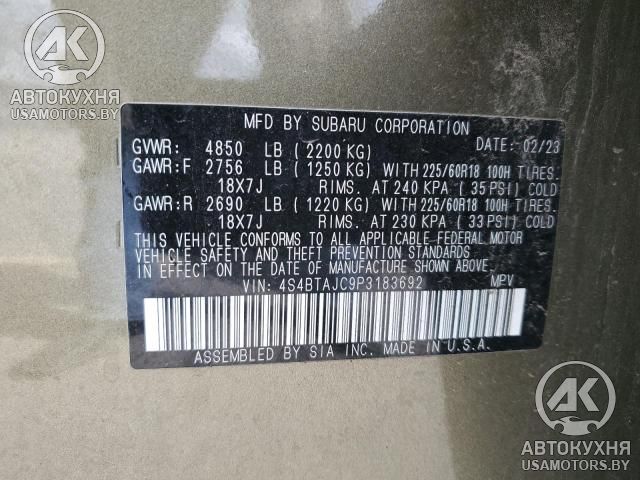 AK
АВТОКУХНЯ
USAMOTORS.BY
MFD BY SUBARU CORPORATION DATE: 02/23
GVWR: 4850 LB (2200 KG)
GAWR:F 2756 LB (1250 KG) WITH 225/60R18 100H TIRES.
18X7J RIMS. AT 240 KPA (35PSI) COLD
GAWR:R 2690 LB (1220 KG) WITH 225/60R18 100H TIRES.
18X7J RIMS. AT 230 KPA (33PSI) COLD
THIS VEHICLE CONFORMS TO ALL APPLICABLE FEDERAL MOTOR
VEHICLE SAFETY AND THEFT PREVENTION STANDARDS
IN EFFECT ON THE DATE OF MANUFACTURE SHOWN ABOVE.
VIN: 4S4BTAJC9P3183692 MPV
ASSEMBLED BY SIA INC. MADE IN U.S.A.
AK
АВТОКУХНЯ
USAMOTORS.BY